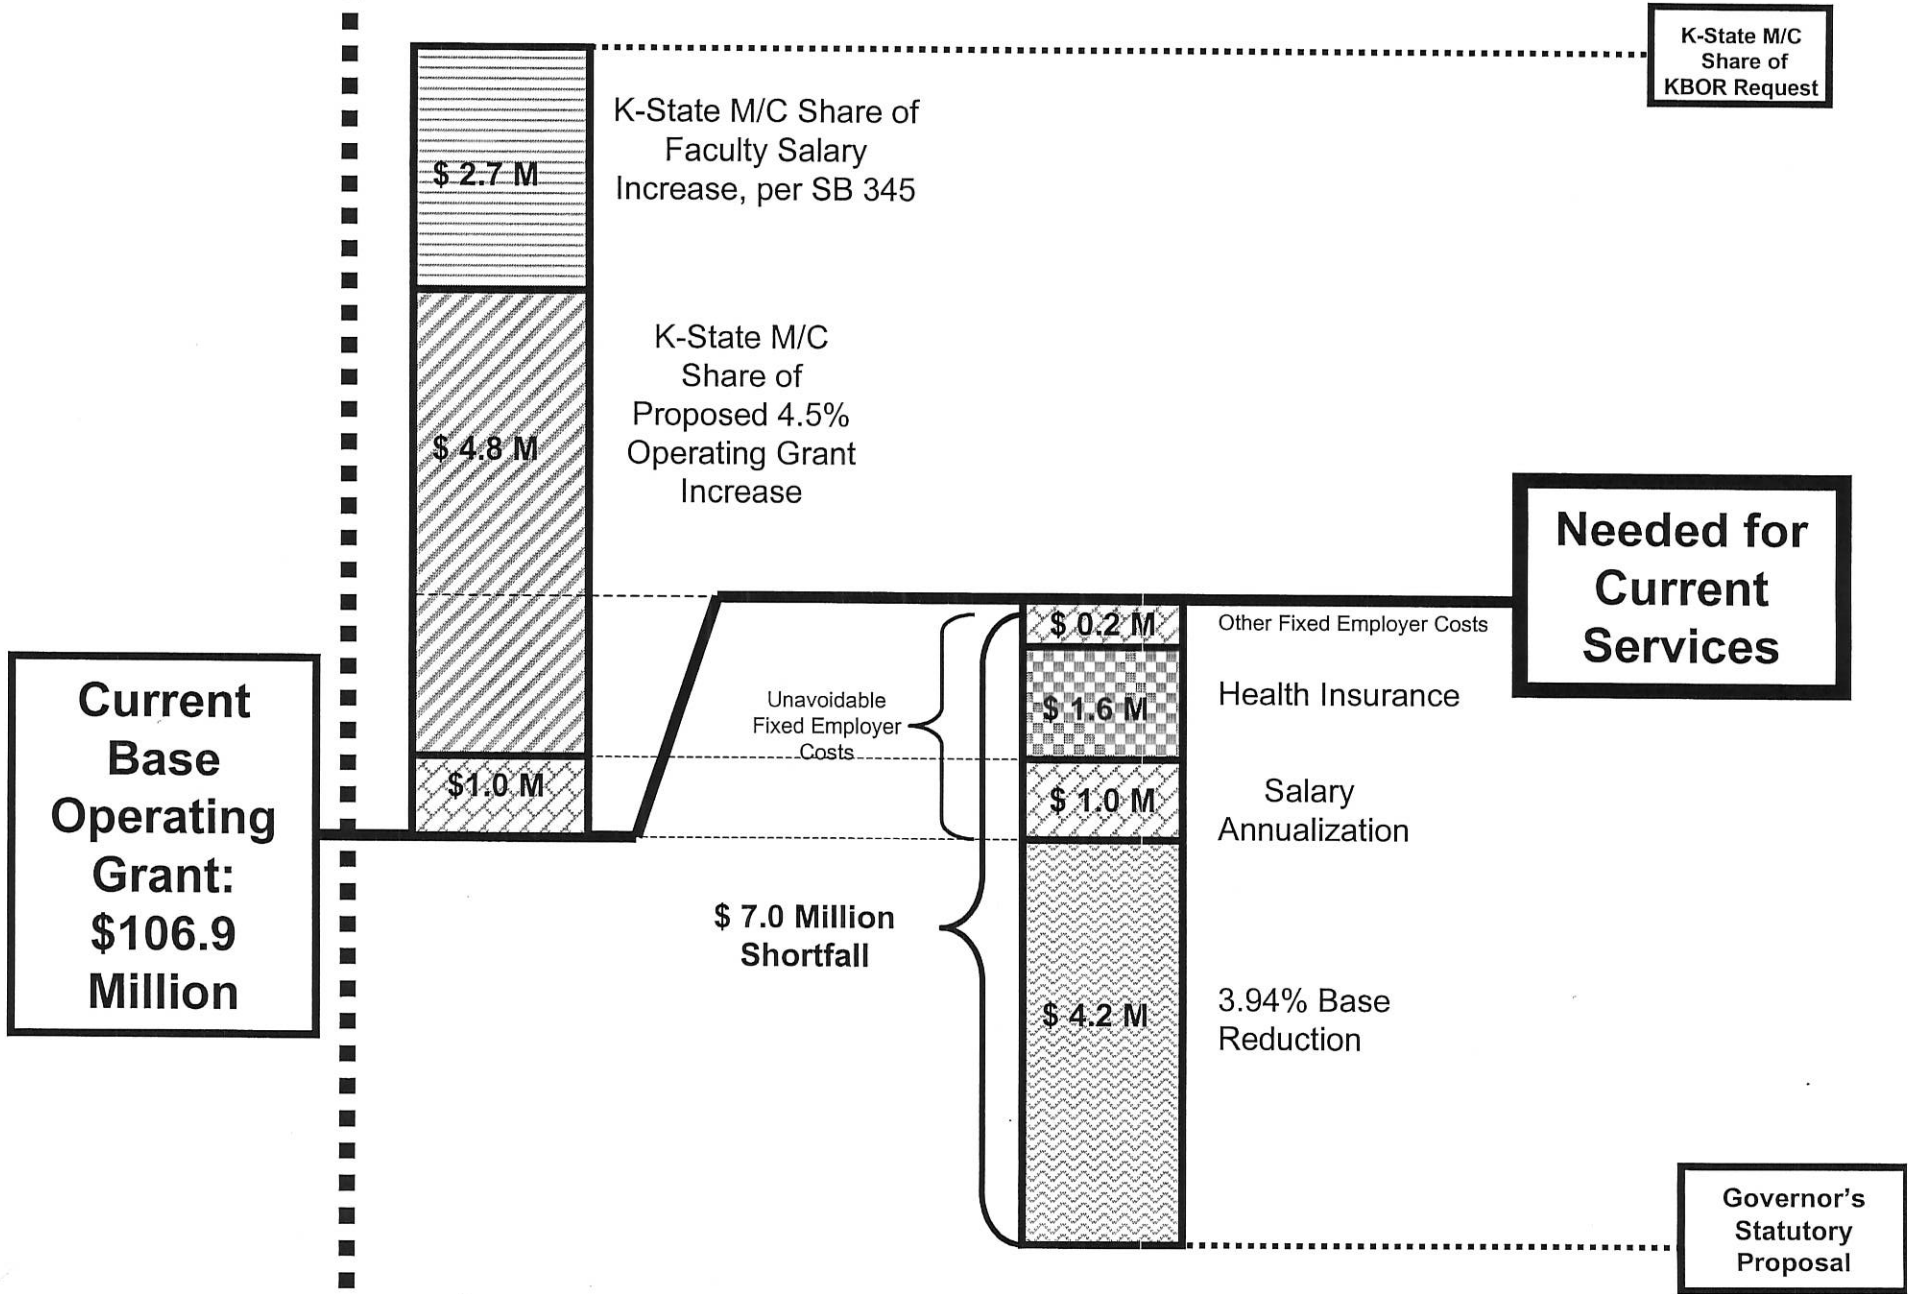 K-State M/C
Share of
KBOR Request
K-State M/C Share of
Faculty Salary
Increase, per SB 345
$ 2.7 M
K-State M/C
Share of
Proposed 4.5%
Operating Grant
Increase
$ 4.8 M
$1.0 M
Current
Base
Operating
Grant:
$106.9
Million
Needed for
Current
Services
Unavoidable
Fixed Employer
Costs
$ 0.2 M
Other Fixed Employer Costs
$ 1.6 M
Health Insurance
$ 1.0 M
Salary
Annualization
$ 7.0 Million
Shortfall
$ 4.2 M
3.94% Base
Reduction
Governor's
Statutory
Proposal